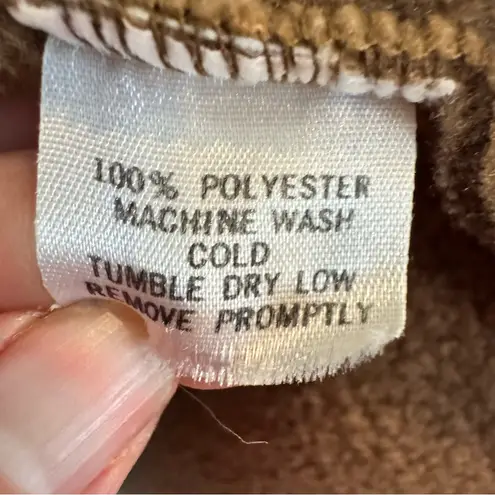 100% POLYESTER
MACHINE WASH
COLD
TUMBLE DRY LOW
REMOVE PROMPTLY